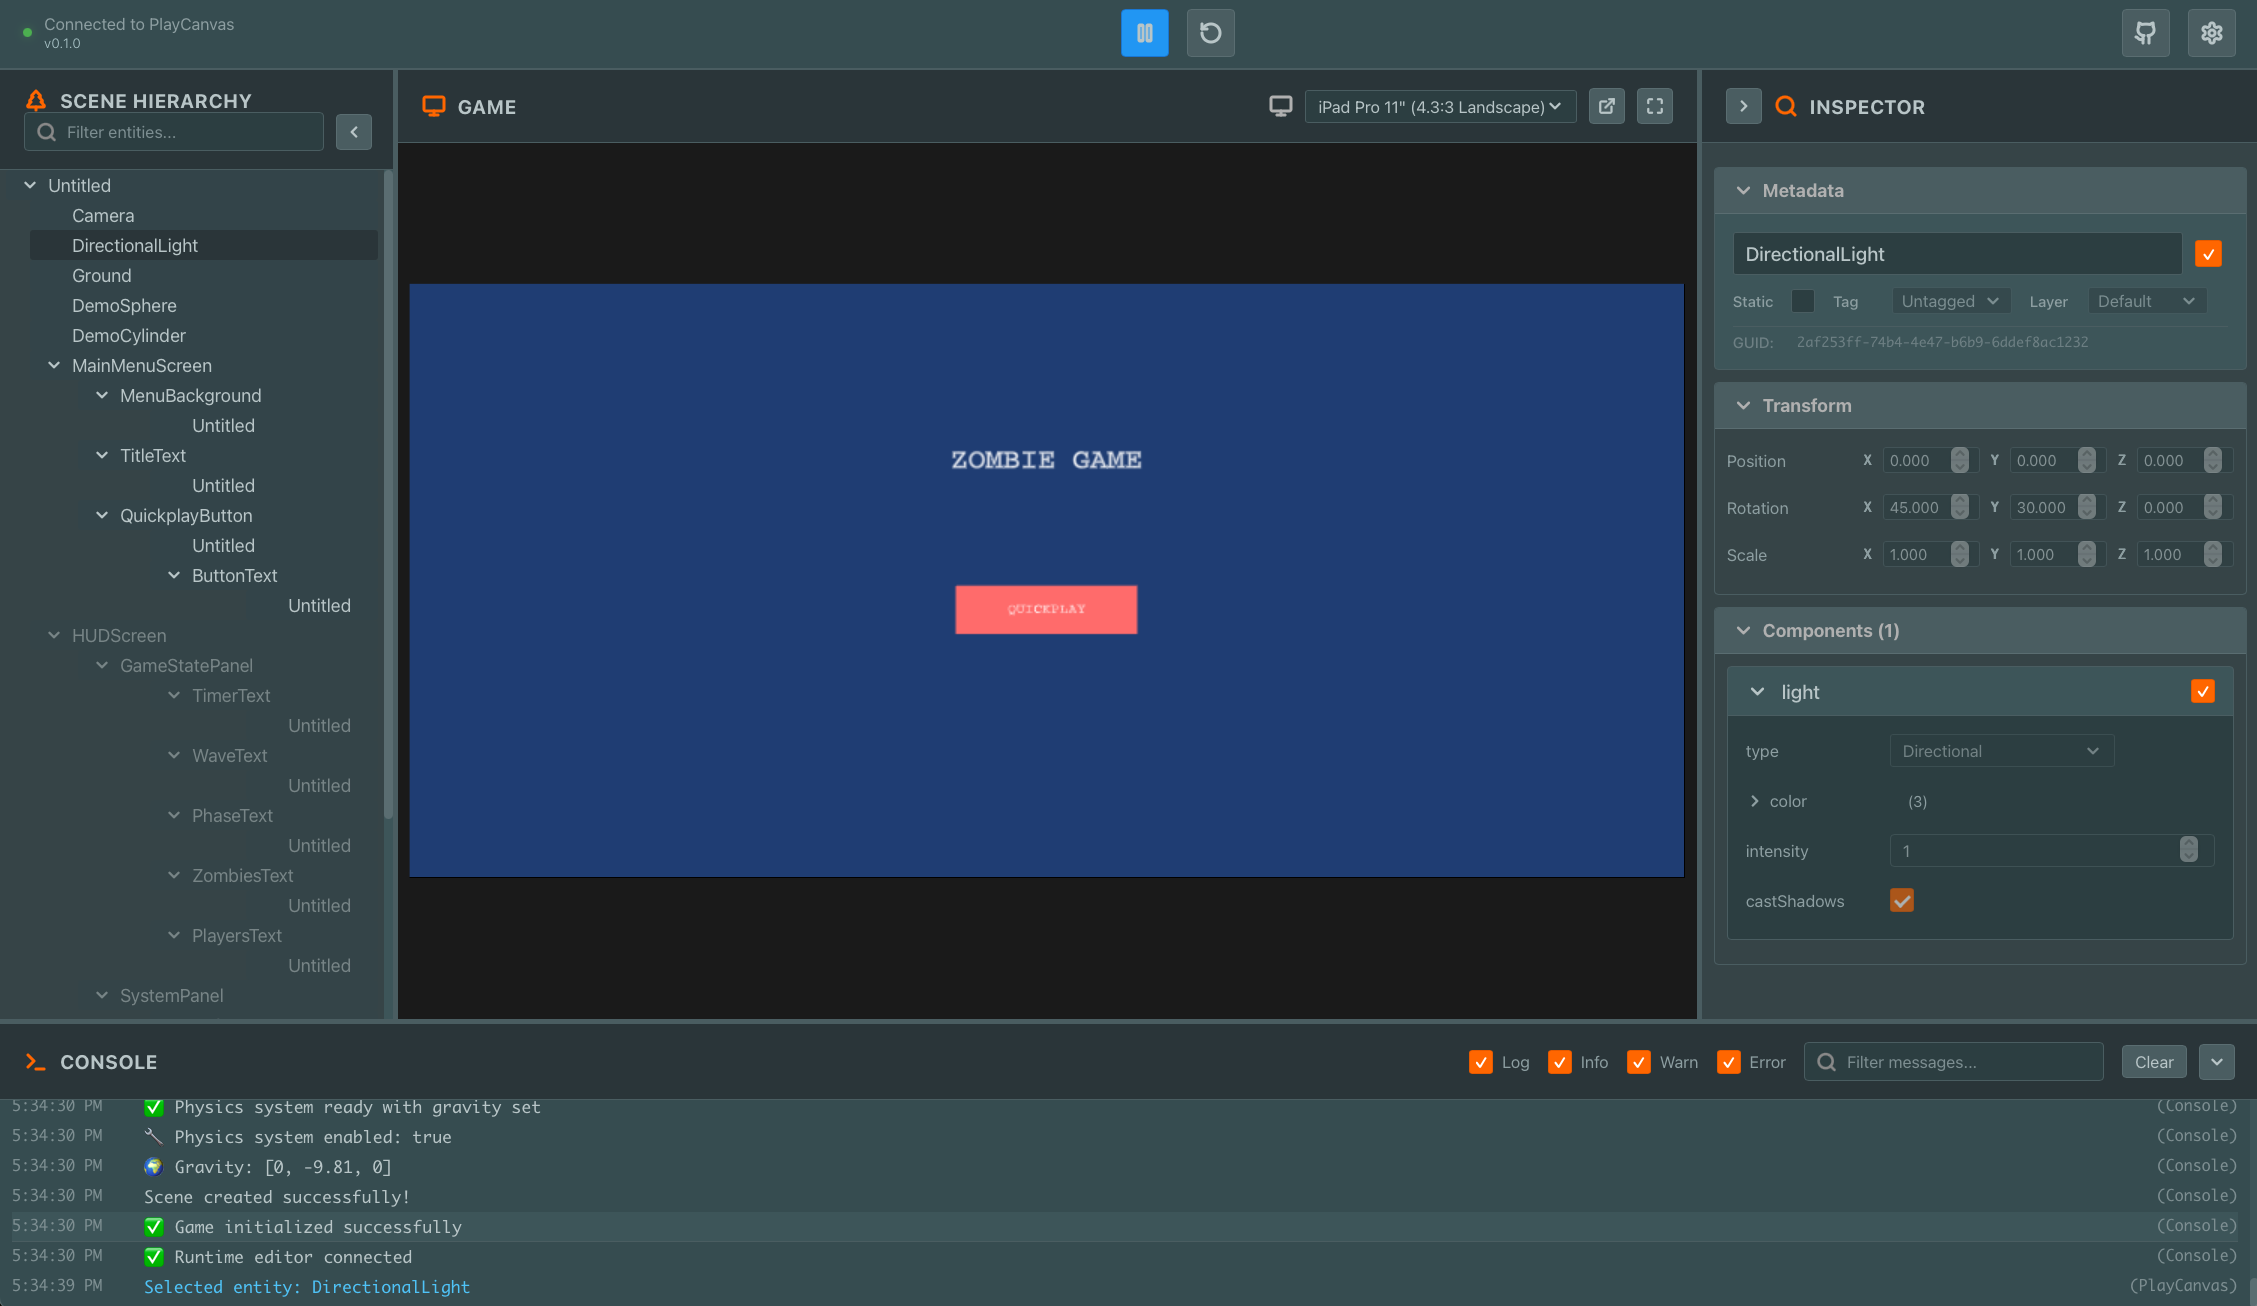 Connected to PlayCanvas
v0.1.0
SCENE HIERARCHY
Filter entities...
Untitled
Camera
DirectionalLight
Ground
DemoSphere
DemoCylinder
MainMenuScreen
MenuBackground
Untitled
TitleText
Untitled
QuickplayButton
Untitled
ButtonText
Untitled
HUDScreen
GameStatePanel
TimerText
Untitled
WaveText
Untitled
PhaseText
Untitled
ZombiesText
Untitled
PlayersText
Untitled
SystemPanel
GAME
iPad Pro 11" (4.3:3 Landscape)
ZOMBIE GAME
QUICKPLAY
INSPECTOR
Metadata
DirectionalLight
Static Tag Untagged Layer Default
GUID: 2af253ff-74b4-4e47-b6b9-6ddef8ac1232
Transform
Position X 0.000 Y 0.000 Z 0.000
Rotation X 45.000 Y 30.000 Z 0.000
Scale X 1.000 Y 1.000 Z 1.000
Components (1)
light
type Directional
color (3)
intensity 1
castShadows
CONSOLE
Log Info Warn Error Filter messages... Clear
5:34:30 PM ✅ Physics system ready with gravity set (Console)
5:34:30 PM 🔧 Physics system enabled: true (Console)
5:34:30 PM 🌍 Gravity: [0, -9.81, 0] (Console)
5:34:30 PM Scene created successfully! (Console)
5:34:30 PM ✅ Game initialized successfully (Console)
5:34:30 PM ✅ Runtime editor connected (Console)
5:34:39 PM Selected entity: DirectionalLight (PlayCanvas)